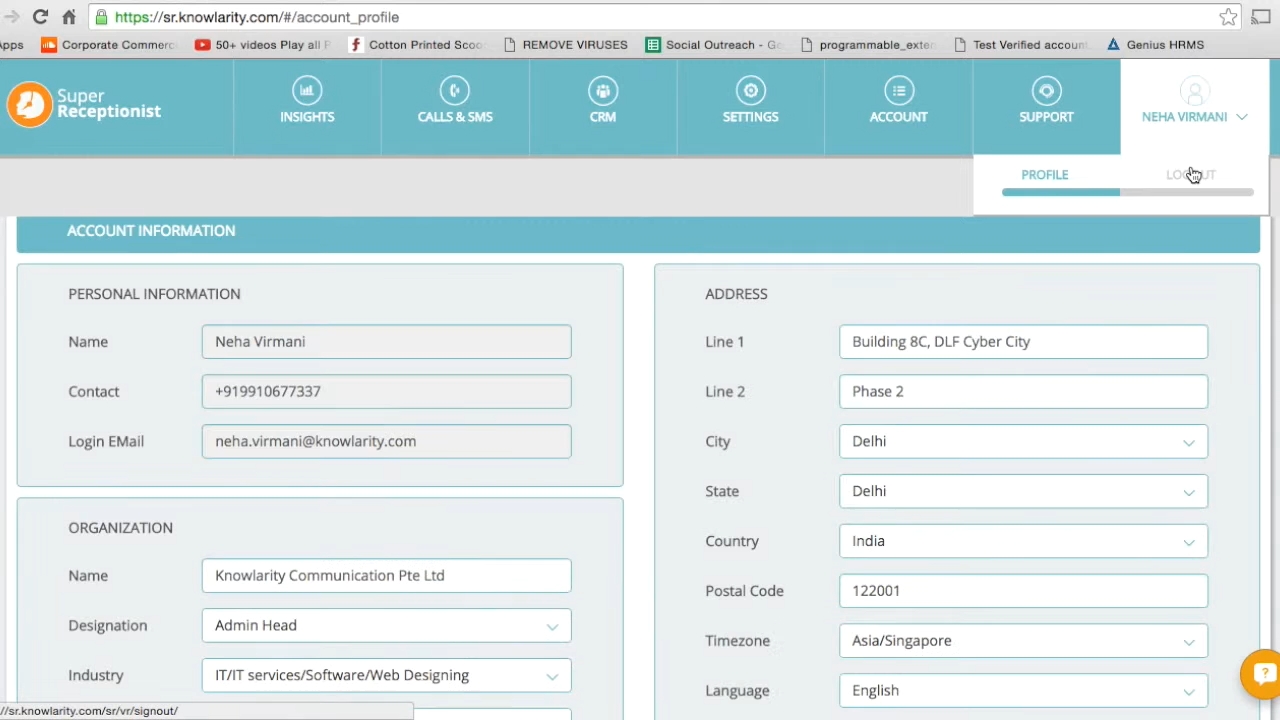 https://sr.knowlarity.com/#/account_profile
Apps Corporate Commerc 50+ videos Play all F Cotton Printed Scoo REMOVE VIRUSES Social Outreach - Go programmable_exte Test Verified accoun Genius HRMS
Super
Receptionist
INSIGHTS CALLS & SMS CRM SETTINGS ACCOUNT SUPPORT NEHA VIRMANI
PROFILE
ACCOUNT INFORMATION
PERSONAL INFORMATION
Name Neha Virmani
Contact +919910677337
Login EMail neha.virmani@knowlarity.com
ORGANIZATION
Name Knowlarity Communication Pte Ltd
Designation Admin Head
Industry IT/IT services/Software/Web Designing
ADDRESS
Line 1 Building 8C, DLF Cyber City
Line 2 Phase 2
City Delhi
State Delhi
Country India
Postal Code 122001
Timezone Asia/Singapore
Language English
//sr.knowlarity.com/sr/vr/signout/